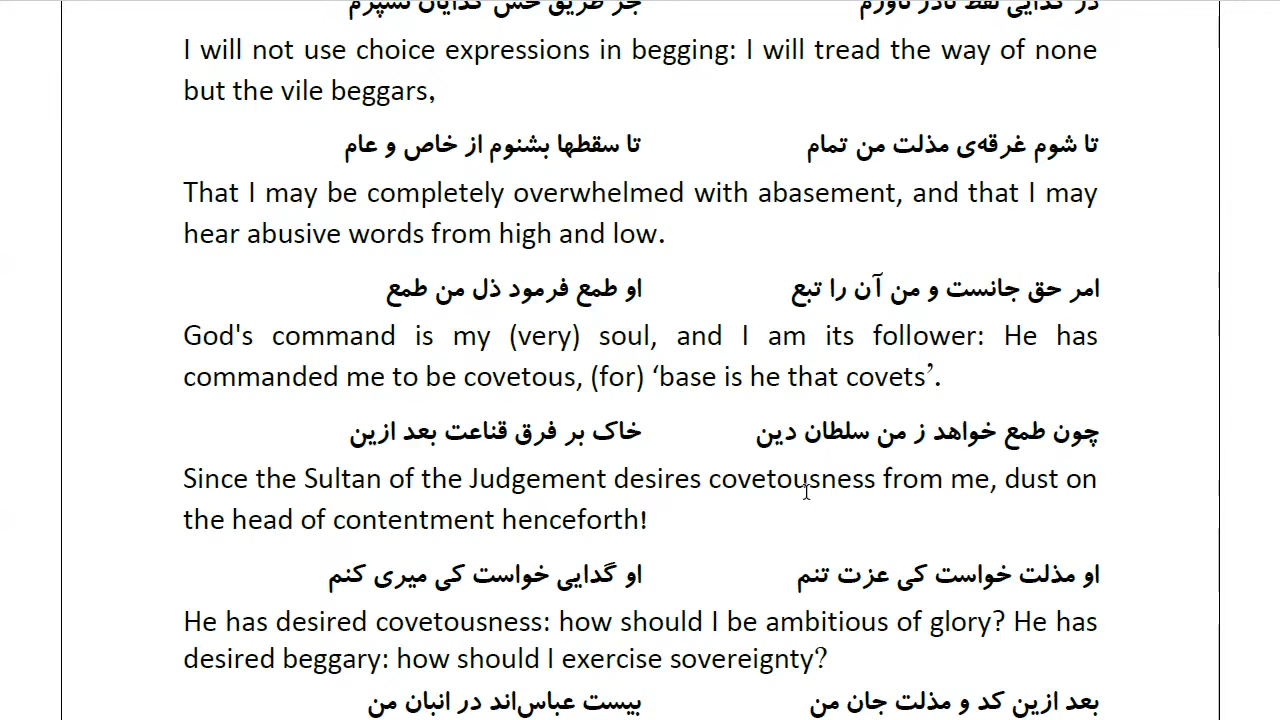 در گدایی لفظ نادر ناورم جز طریق خس گدایان نسپرم
I will not use choice expressions in begging: I will tread the way of none
but the vile beggars,
تا شوم غرقه‌ی مذلت من تمام تا سقطها بشنوم از خاص و عام
That I may be completely overwhelmed with abasement, and that I may
hear abusive words from high and low.
امر حق جانست و من آن را تبع او طمع فرمود ذل من طمع
God's command is my (very) soul, and I am its follower: He has
commanded me to be covetous, (for) ‘base is he that covets’.
چون طمع خواهد ز من سلطان دین خاک بر فرق قناعت بعد ازین
Since the Sultan of the Judgement desires covetousness from me, dust on
the head of contentment henceforth!
او مذلت خواست کی عزت تنم او گدایی خواست کی میری کنم
He has desired covetousness: how should I be ambitious of glory? He has
desired beggary: how should I exercise sovereignty?
بعد ازین کد و مذلت جان من بیست عباس‌اند در انبان من